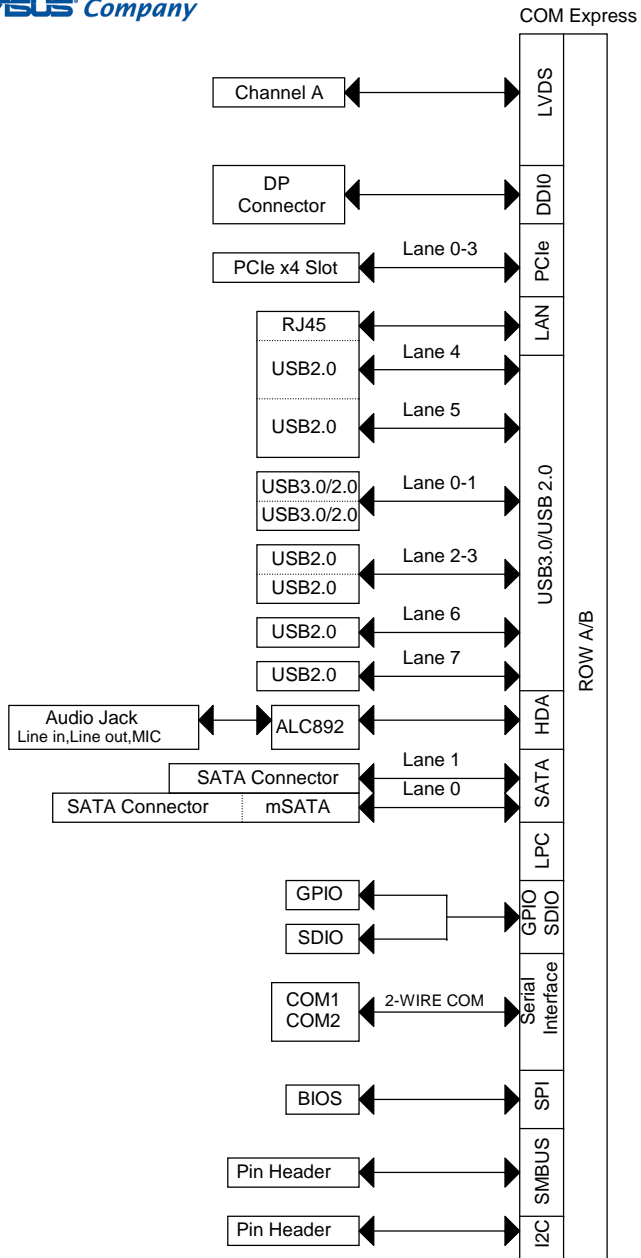 ASUS Company
COM Express
Channel A
LVDS
DP
Connector
DDI0
PCIe x4 Slot
Lane 0-3
PCIe
RJ45
LAN
USB2.0
Lane 4
USB2.0
Lane 5
USB3.0/2.0
USB3.0/2.0
Lane 0-1
USB3.0/USB 2.0
USB2.0
USB2.0
Lane 2-3
USB2.0
Lane 6
USB2.0
Lane 7
ROW A/B
Audio Jack
Line in,Line out,MIC
ALC892
HDA
SATA Connector
Lane 1
SATA Connector
mSATA
Lane 0
SATA
LPC
GPIO
SDIO
GPIO
SDIO
COM1
COM2
2-WIRE COM
Serial
Interface
BIOS
SPI
Pin Header
SMBUS
Pin Header
I2C